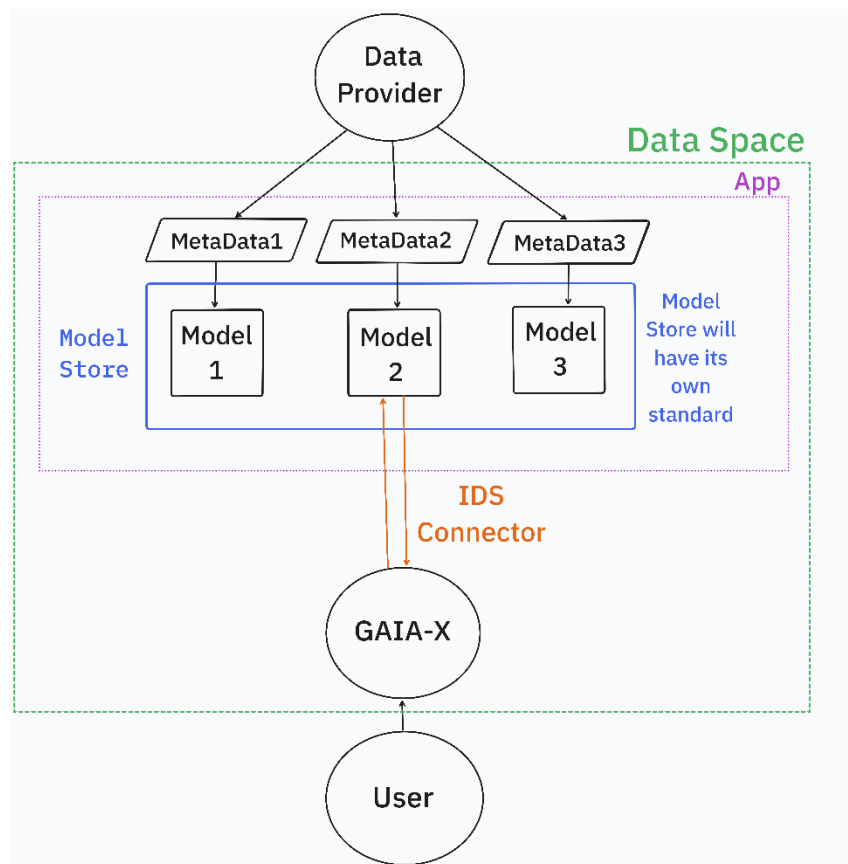 Data
Provider
Data Space
App
MetaData1
MetaData2
MetaData3
Model
Store
Model
1
Model
2
Model
3
Model
Store will
have its
own
standard
IDS
Connector
GAIA-X
User